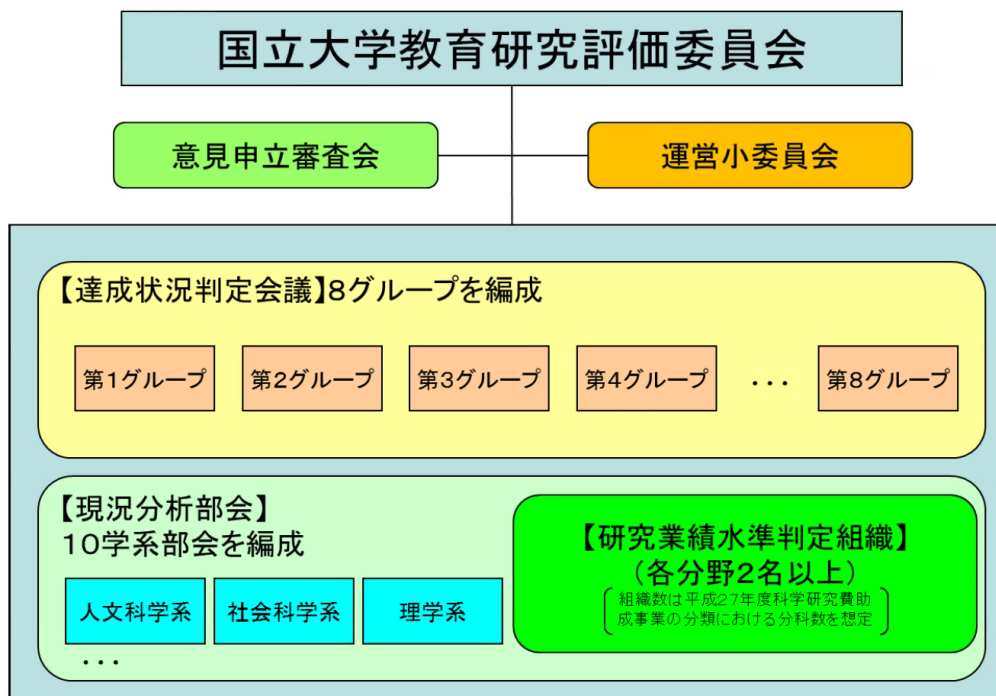 国立大学教育研究評価委員会
意見申立審査会
運営小委員会
【達成状況判定会議】8グループを編成
第1グループ
第2グループ
第3グループ
第4グループ
・・・
第8グループ
【現況分析部会】
10学系部会を編成
人文科学系
社会科学系
理学系
・・・
【研究業績水準判定組織】
(各分野2名以上)
組織数は平成27年度科学研究費助
成事業の分類における分科数を想定